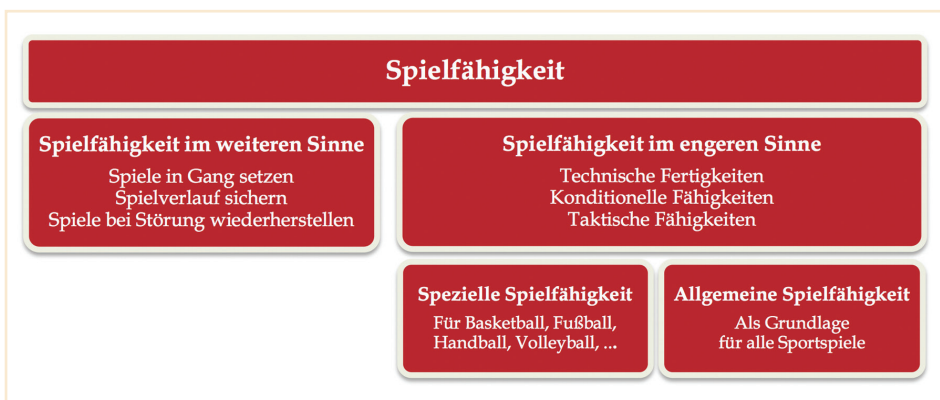 Spielfähigkeit
Spielfähigkeit im weiteren Sinne
Spiele in Gang setzen
Spielverlauf sichern
Spiele bei Störung wiederherstellen
Spielfähigkeit im engeren Sinne
Technische Fertigkeiten
Konditionelle Fähigkeiten
Taktische Fähigkeiten
Spezielle Spielfähigkeit
Für Basketball, Fußball,
Handball, Volleyball, ...
Allgemeine Spielfähigkeit
Als Grundlage
für alle Sportspiele